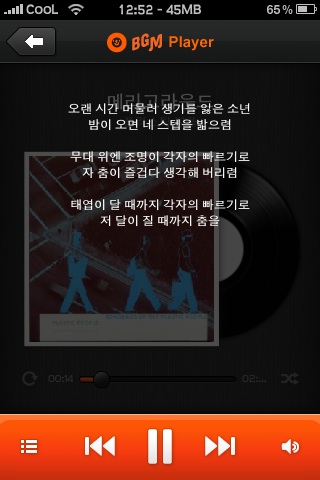 CooL 12:52 - 45MB 65%
BGM Player
메리고라운드
오랜 시간 머물러 생기를 잃은 소년
밤이 오면 네 스텝을 밟으렴
무대 위엔 조명이 각자의 빠르기로
자 춤이 즐겁다 생각해 버리렴
태엽이 달 때까지 각자의 빠르기로
저 달이 질 때까지 춤을
00:14 02:...